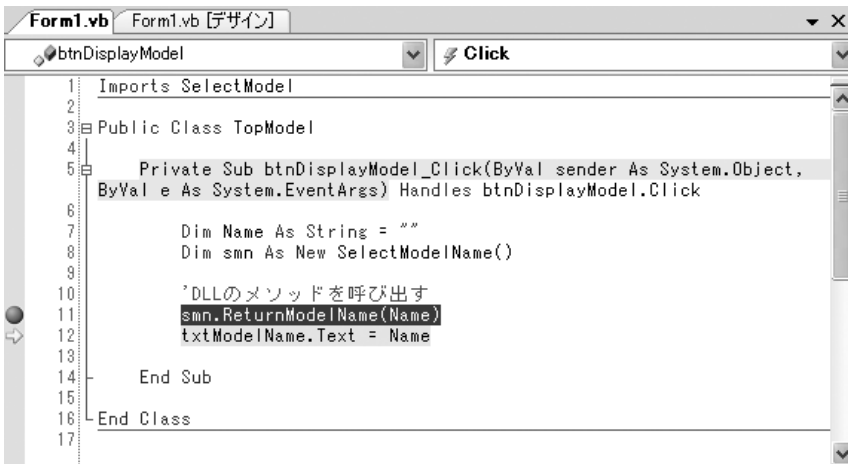 Form1.vb Form1.vb [デザイン]
btnDisplayModel Click
1 Imports SelectModel
2
3 Public Class TopModel
4
5 Private Sub btnDisplayModel_Click(ByVal sender As System.Object,
ByVal e As System.EventArgs) Handles btnDisplayModel.Click
6
7 Dim Name As String = ""
8 Dim smn As New SelectModelName()
9
10 'DLLのメソッドを呼び出す
11 smn.ReturnModelName(Name)
12 txtModelName.Text = Name
13
14 End Sub
15
16 End Class
17